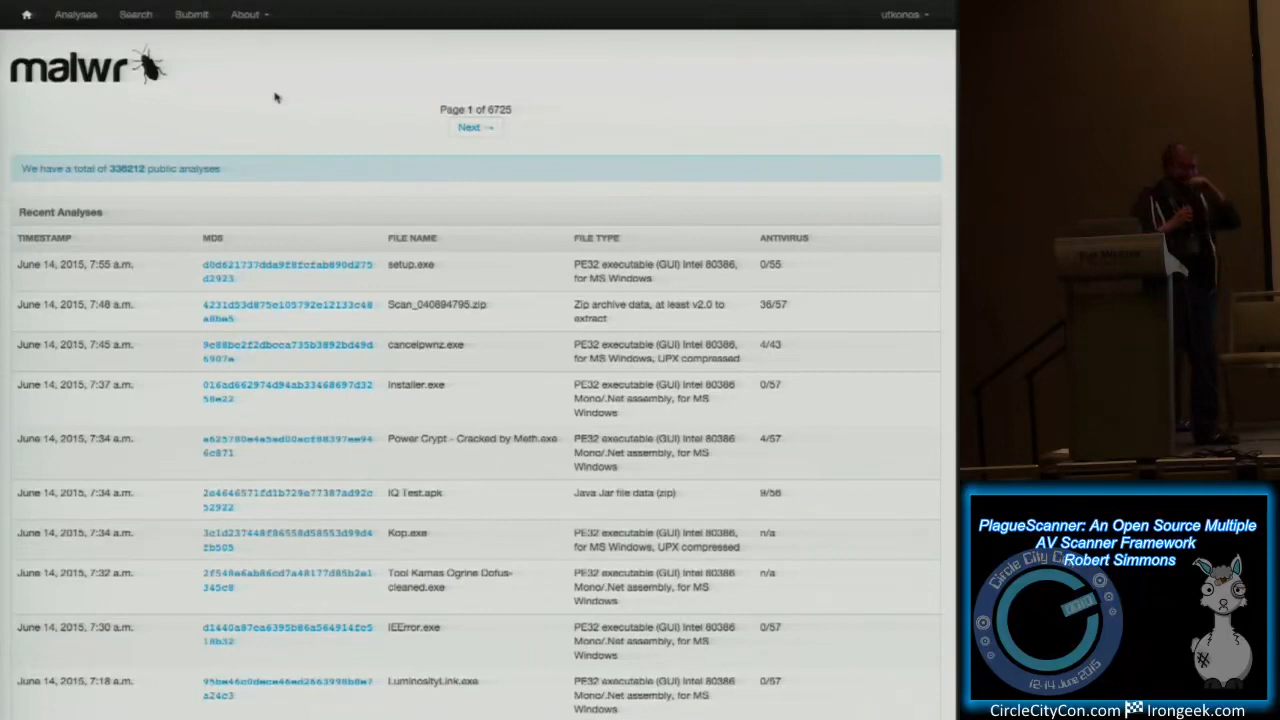 Analyses Search Submit About utkonos
malwr
Page 1 of 6725
Next →
We have a total of 336212 public analyses
Recent Analyses
TIMESTAMP MD5 FILE NAME FILE TYPE ANTIVIRUS
June 14, 2015, 7:55 a.m. setup.exe PE32 executable (GUI) Intel 80386, 0/55
for MS Windows
June 14, 2015, 7:48 a.m. Scan_040894795.zip Zip archive data, at least v2.0 to 36/57
extract
June 14, 2015, 7:45 a.m. cancelpwnz.exe PE32 executable (GUI) Intel 80386, 4/43
for MS Windows, UPX compressed
June 14, 2015, 7:37 a.m. Installer.exe PE32 executable (GUI) Intel 80386 0/57
Mono/.Net assembly, for MS
Windows
June 14, 2015, 7:34 a.m. Power Crypt - Cracked by Meth.exe PE32 executable (GUI) Intel 80386 4/57
Mono/.Net assembly, for MS
Windows
June 14, 2015, 7:34 a.m. IQ Test.apk Java Jar file data (zip) 9/56
52922
June 14, 2015, 7:34 a.m. Kop.exe PE32 executable (GUI) Intel 80386, n/a
for MS Windows, UPX compressed
June 14, 2015, 7:32 a.m. Tool Kamas Ogrine Dofus- PE32 executable (GUI) Intel 80386 n/a
cleaned.exe Mono/.Net assembly, for MS
Windows
June 14, 2015, 7:30 a.m. IEError.exe PE32 executable (GUI) Intel 80386 0/57
Mono/.Net assembly, for MS
Windows
June 14, 2015, 7:18 a.m. LuminosityLink.exe PE32 executable (GUI) Intel 80386 0/57
Mono/.Net assembly, for MS
Windows
PlagueScanner: An Open Source Multiple
AV Scanner Framework
Robert Simmons
Circle City Con
12-14 June 2015
CircleCityCon.com Irongeek.com